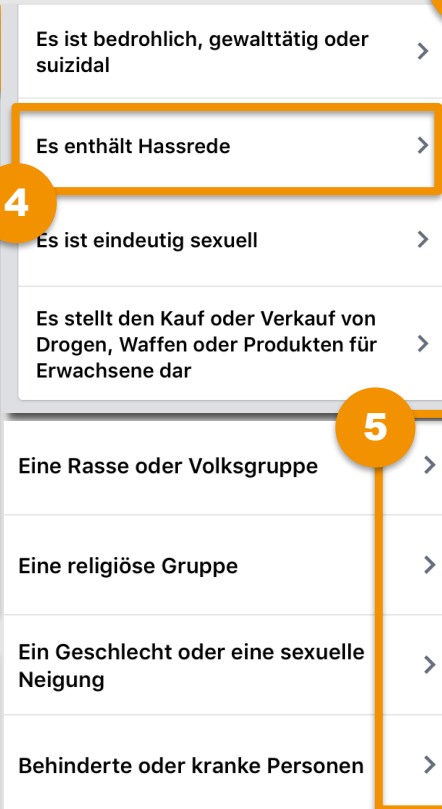 Es ist bedrohlich, gewalttätig oder
suizidal
Es enthält Hassrede
4
Es ist eindeutig sexuell
Es stellt den Kauf oder Verkauf von
Drogen, Waffen oder Produkten für
Erwachsene dar
5
Eine Rasse oder Volksgruppe
Eine religiöse Gruppe
Ein Geschlecht oder eine sexuelle
Neigung
Behinderte oder kranke Personen